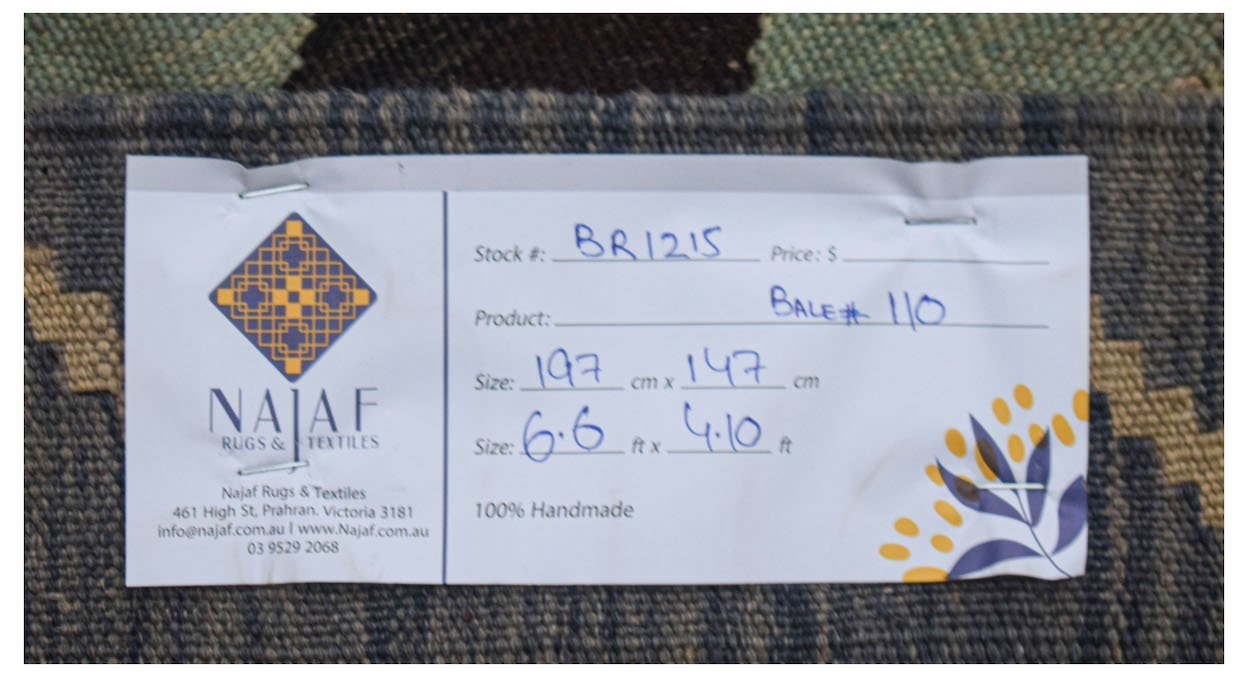 NAJAF
RUGS & TEXTILES
Najaf Rugs & Textiles
461 High St, Prahran. Victoria 3181
info@najaf.com.au | www.Najaf.com.au
03 9529 2068
Stock #: BR1215 Price: $
Product: BALE# 110
Size: 197 cm x 147 cm
Size: 6.6 ft x 4.10 ft
100% Handmade